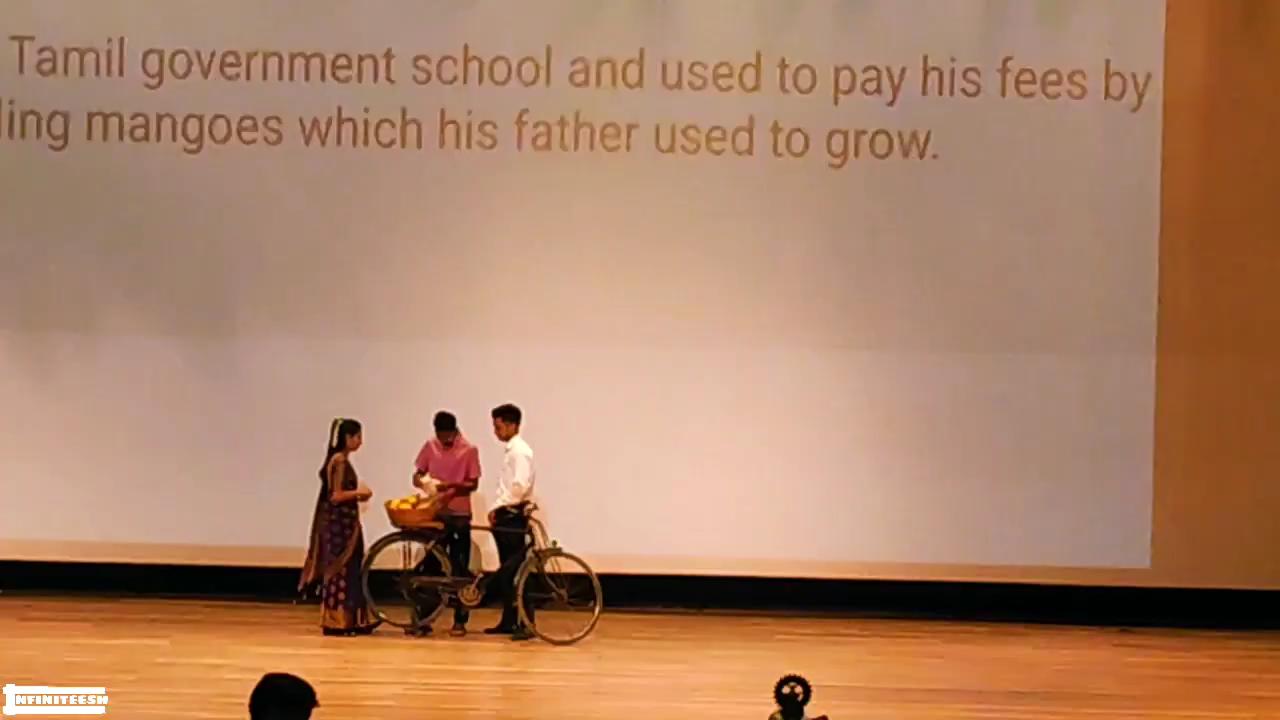 Tamil government school and used to pay his fees by
ling mangoes which his father used to grow.
INFINITEESH